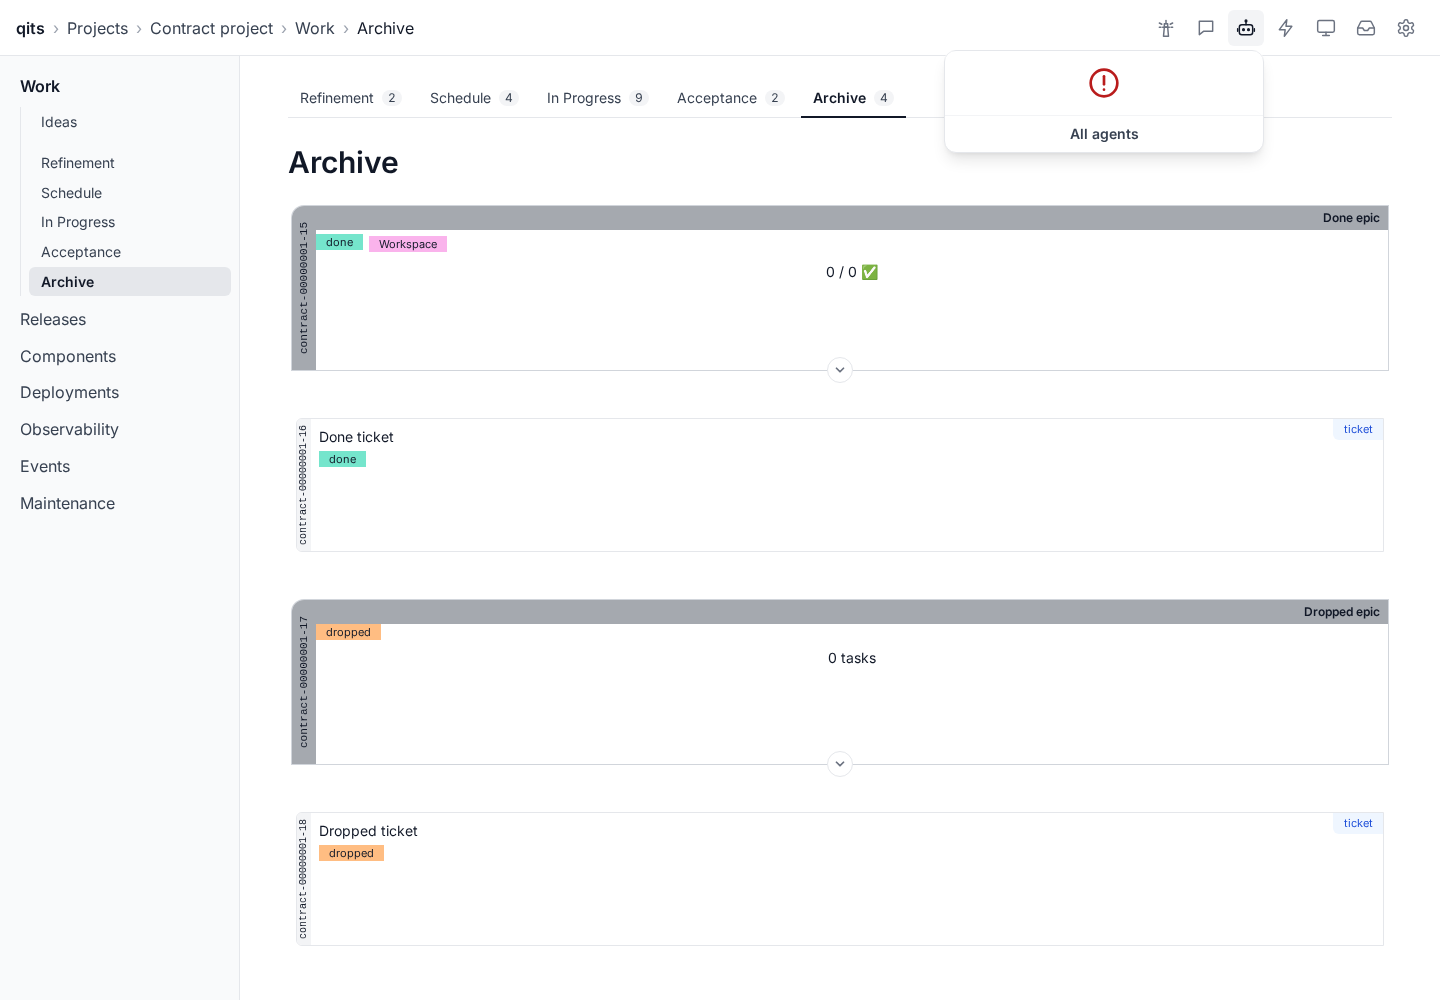 qits › Projects › Contract project › Work › Archive
All agents
Work
Ideas
Refinement
Schedule
In Progress
Acceptance
Archive
Releases
Components
Deployments
Observability
Events
Maintenance
Refinement 2
Schedule 4
In Progress 9
Acceptance 2
Archive 4
Archive
contract-00000001-15
Done epic
done
Workspace
0 / 0 ✅
contract-00000001-16
Done ticket
ticket
done
contract-00000001-17
Dropped epic
dropped
0 tasks
contract-00000001-18
Dropped ticket
ticket
dropped